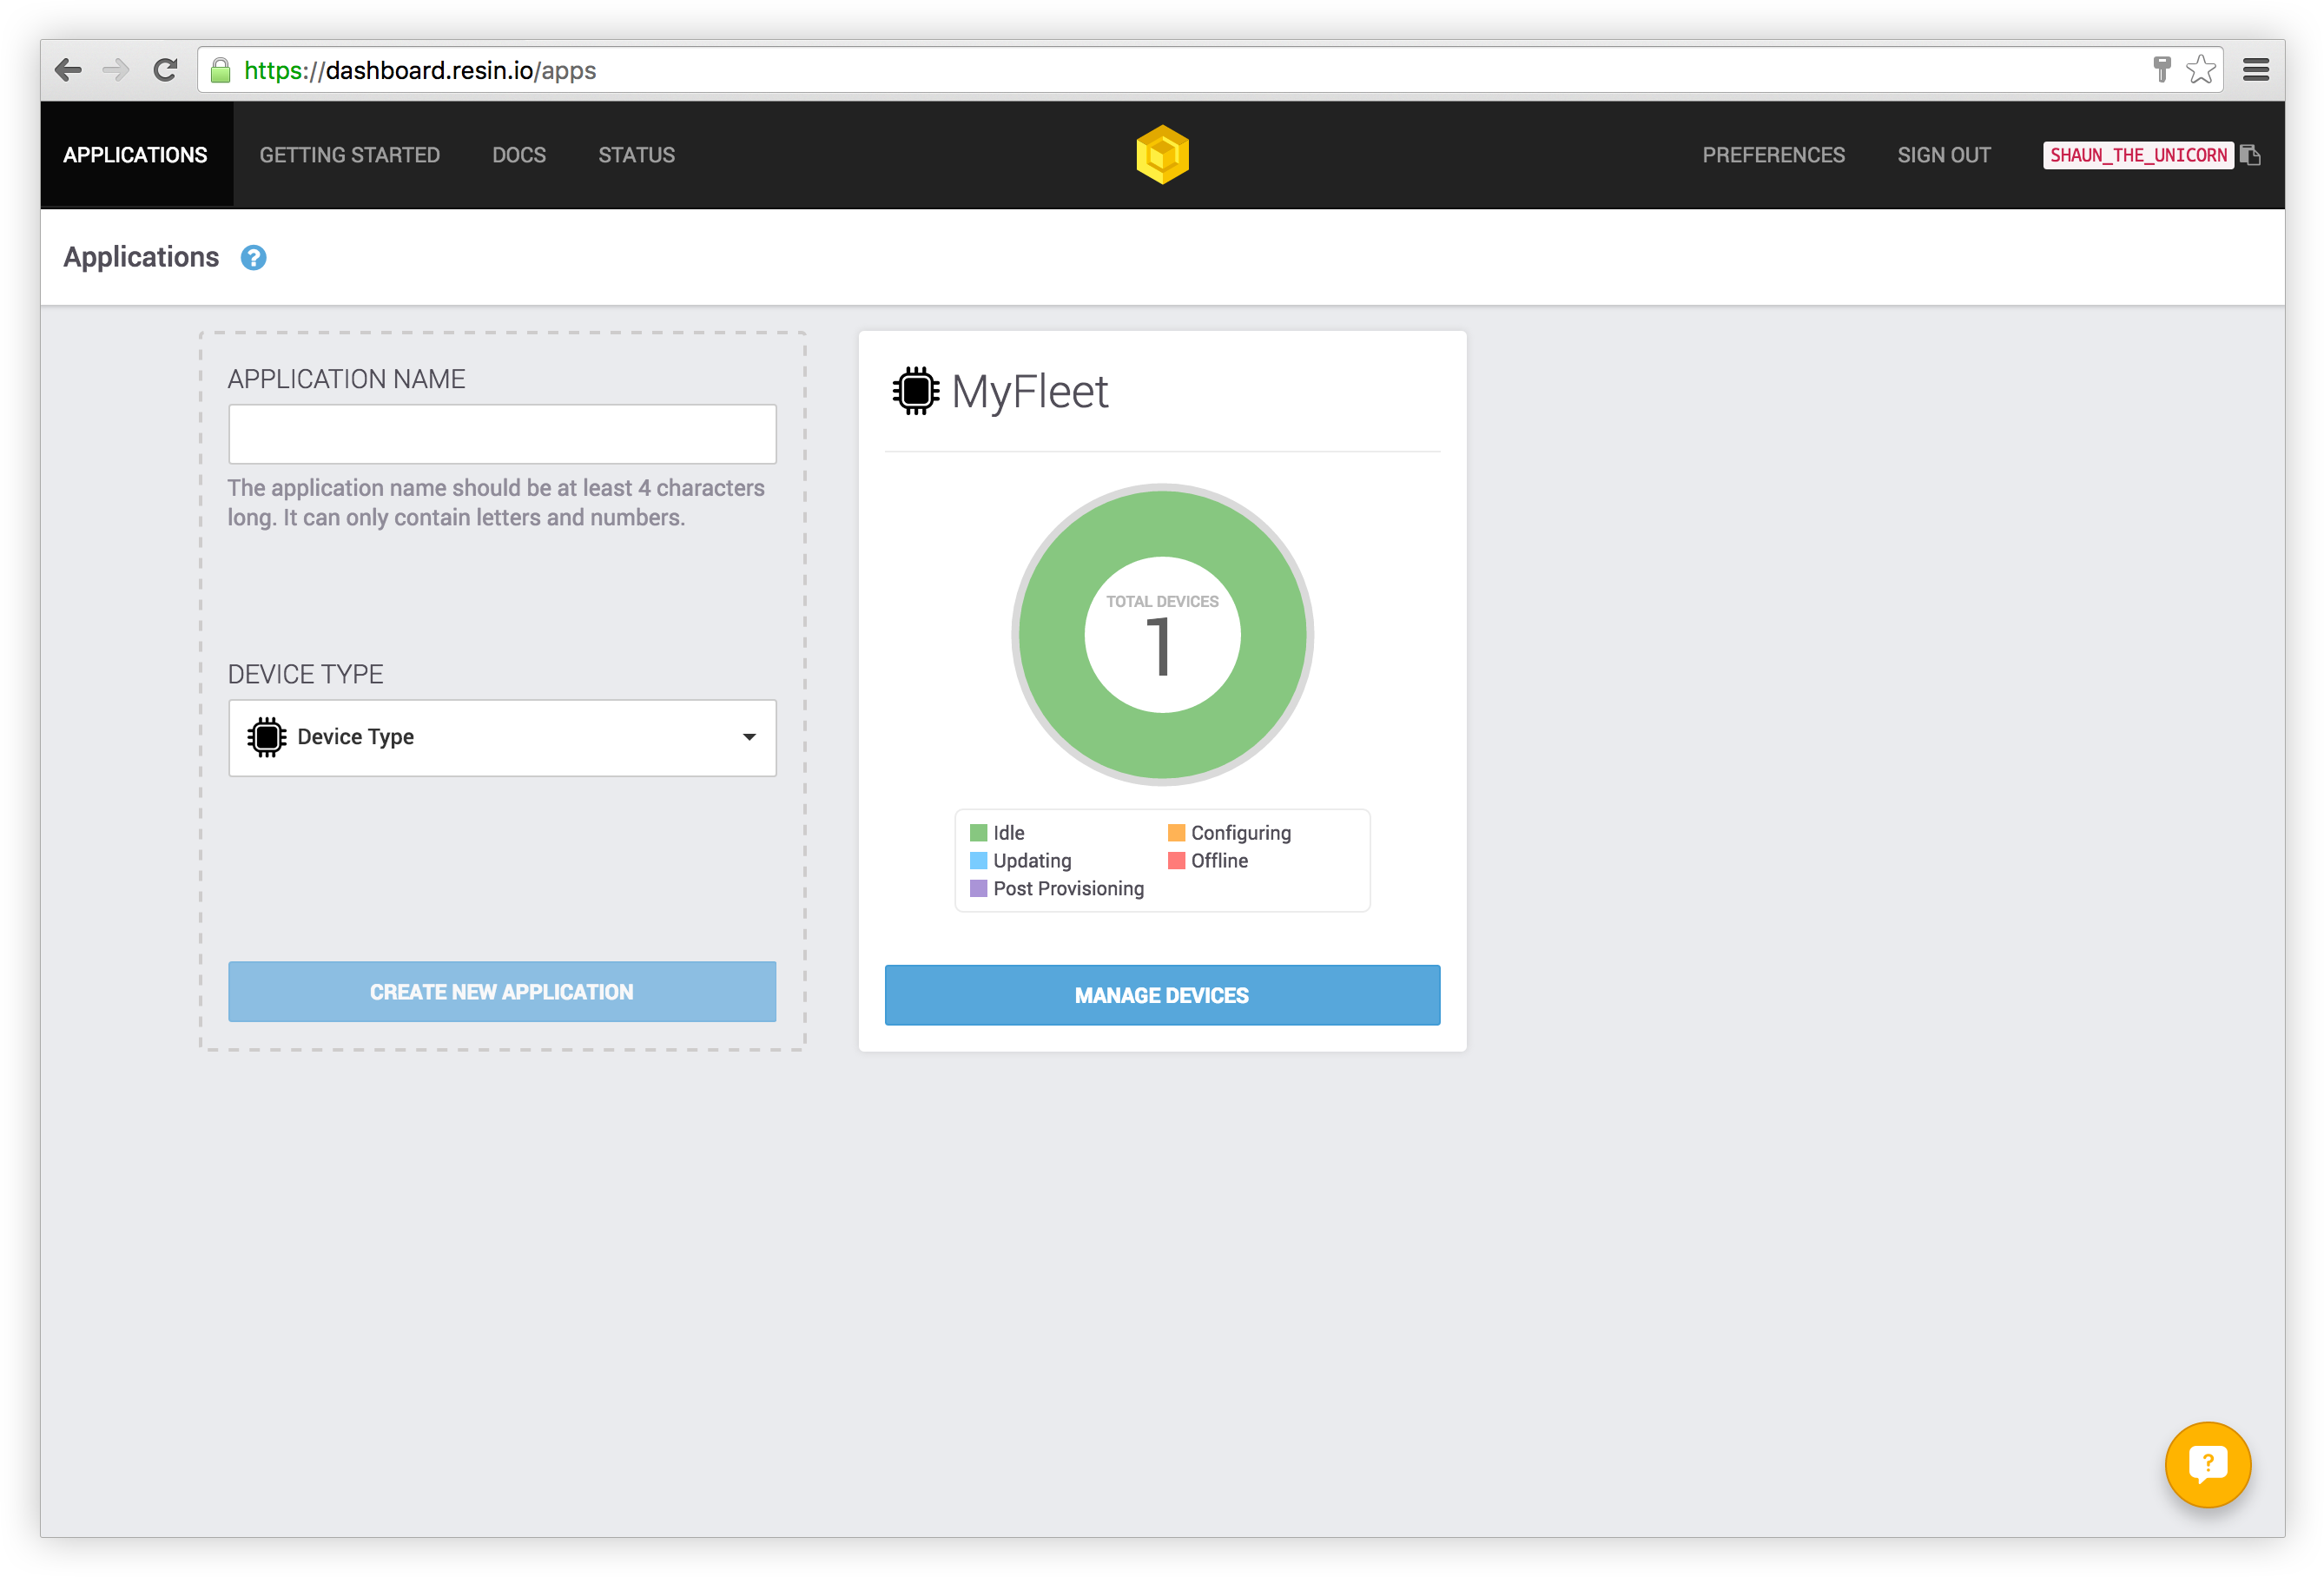 https://dashboard.resin.io/apps
APPLICATIONS
GETTING STARTED
DOCS
STATUS
PREFERENCES
SIGN OUT
SHAUN_THE_UNICORN
Applications
?
APPLICATION NAME
The application name should be at least 4 characters
long. It can only contain letters and numbers.
DEVICE TYPE
Device Type
CREATE NEW APPLICATION
MyFleet
TOTAL DEVICES
1
Idle
Configuring
Updating
Offline
Post Provisioning
MANAGE DEVICES
?